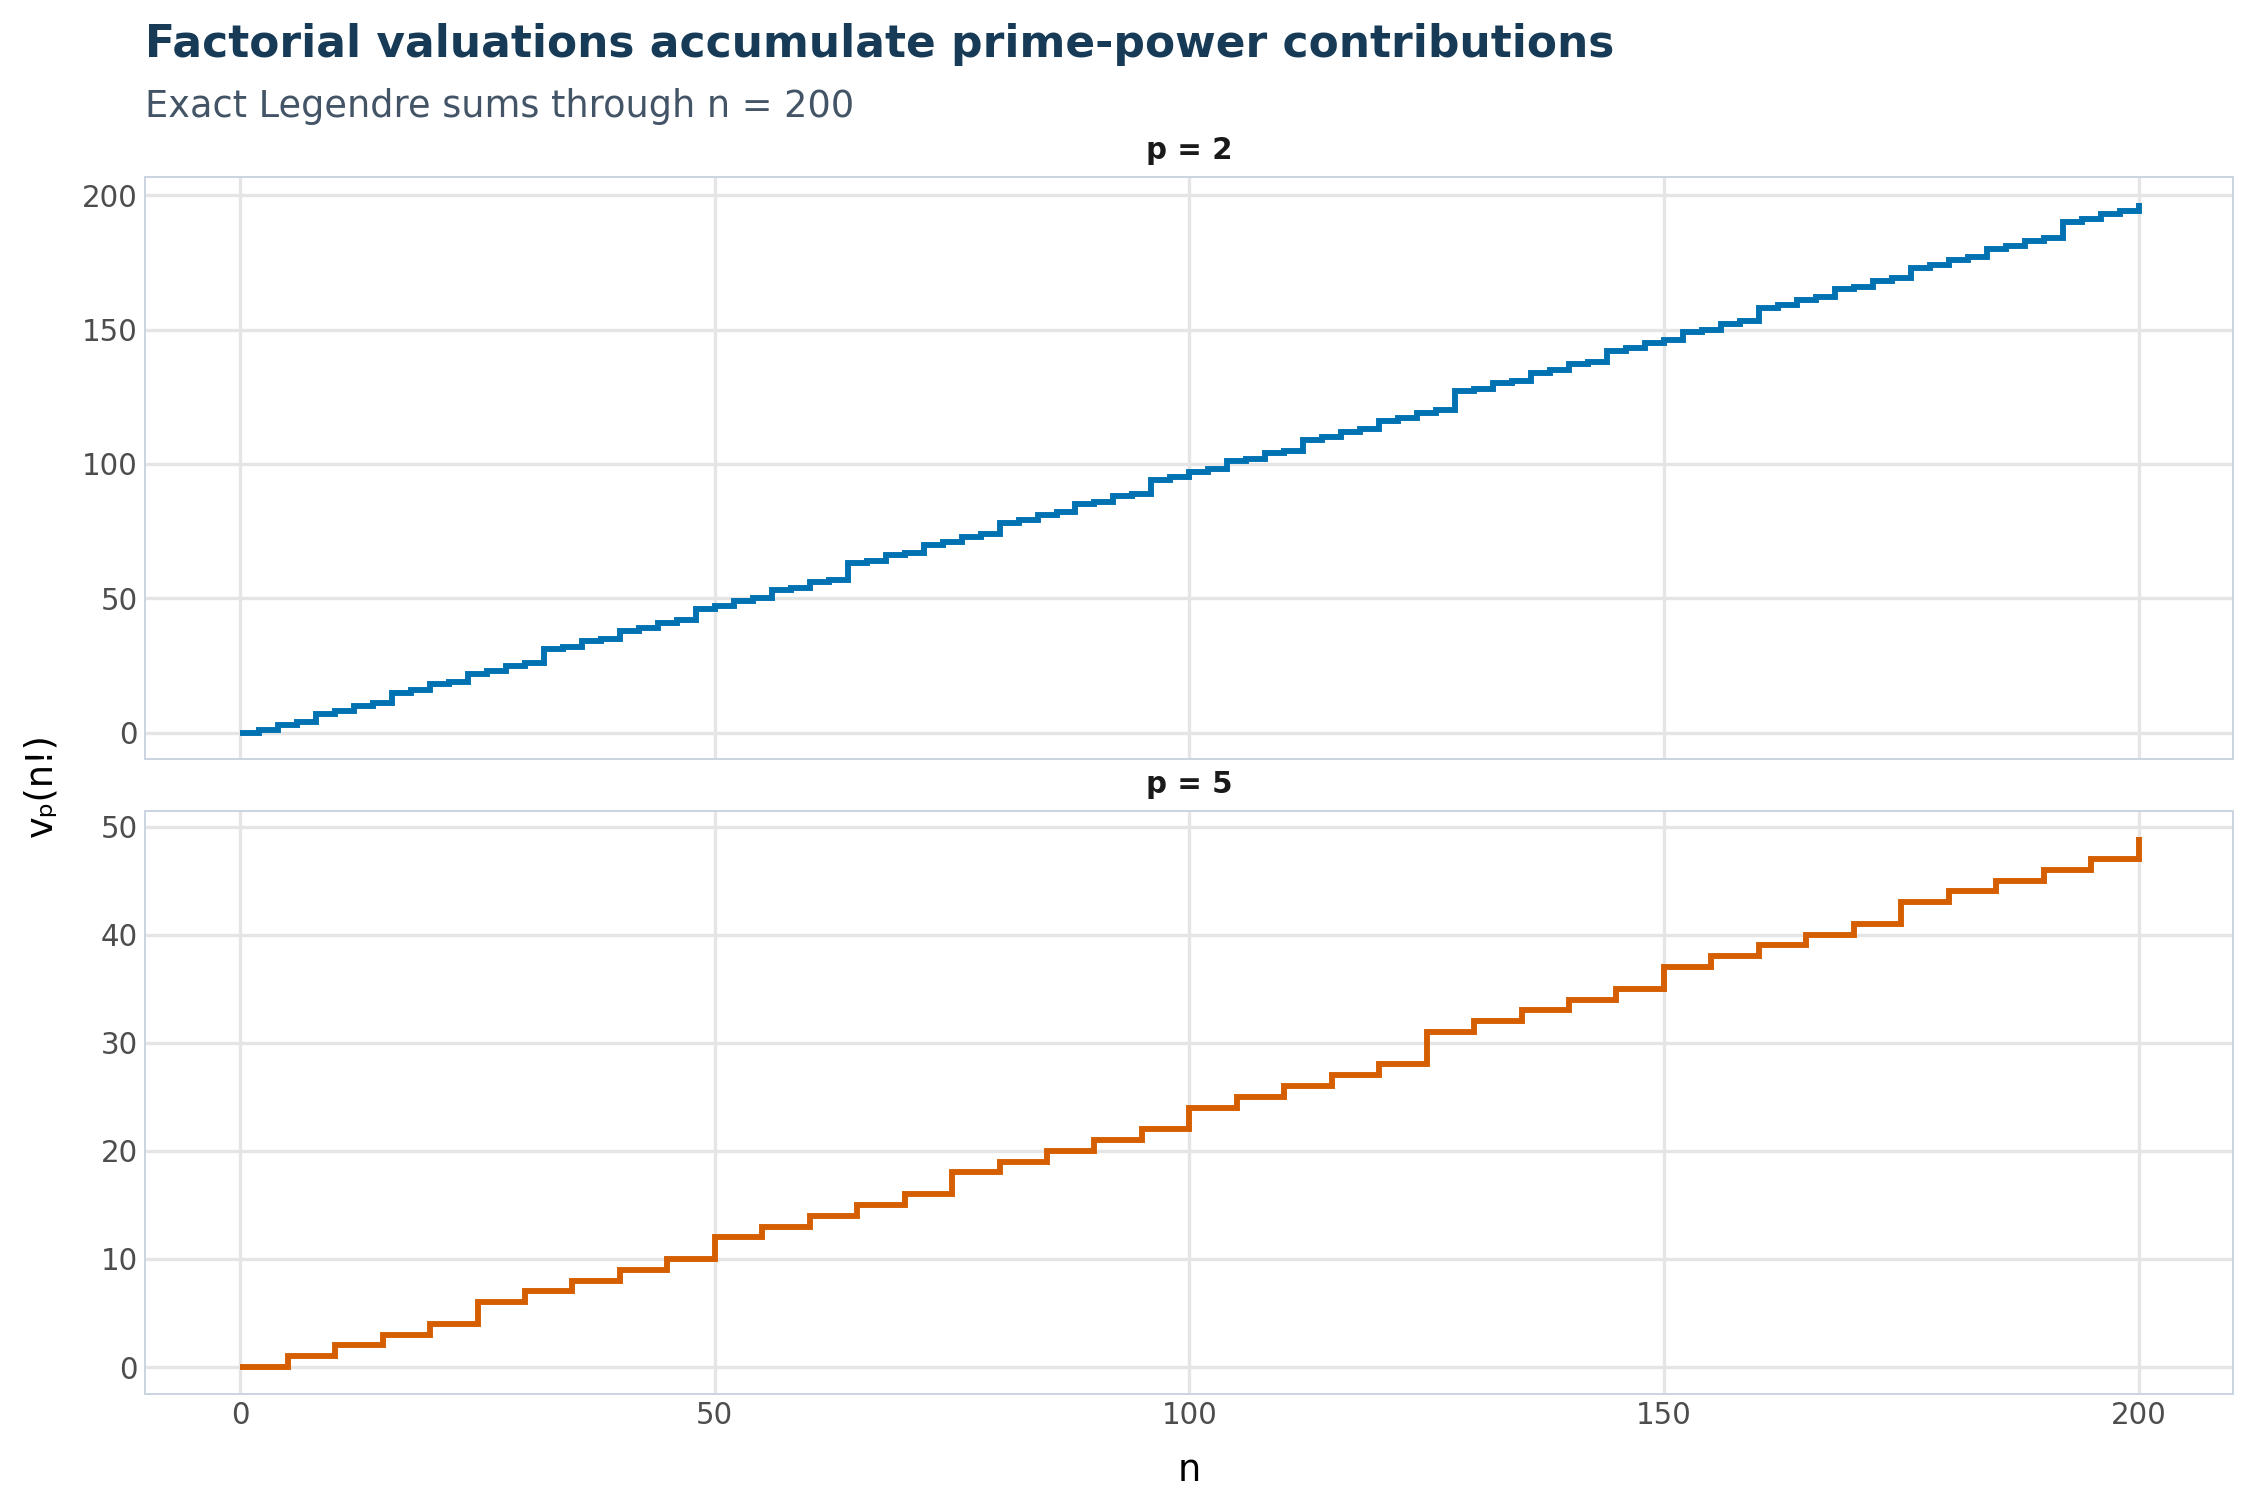 Factorial valuations accumulate prime-power contributions
Exact Legendre sums through n = 200
p = 2
200
150
100
50
0
vₚ(n!)
p = 5
50
40
30
20
10
0
0 50 100 150 200
n